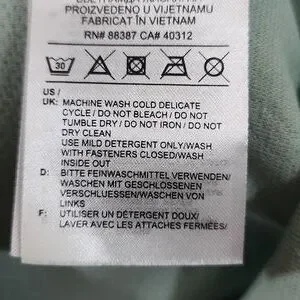 PROIZVEDENO U VIJETNAMU
FABRICAT ÎN VIETNAM
RN# 88387 CA# 40312
30
US /
UK: MACHINE WASH COLD DELICATE
CYCLE / DO NOT BLEACH / DO NOT
TUMBLE DRY / DO NOT IRON / DO NOT
DRY CLEAN
USE MILD DETERGENT ONLY/WASH
WITH FASTENERS CLOSED/WASH
INSIDE OUT
D: BITTE FEINWASCHMITTEL VERWENDEN/
WASCHEN MIT GESCHLOSSENEN
VERSCHLUESSEN/WASCHEN VON
LINKS
F: UTILISER UN DÉTERGENT DOUX/
LAVER AVEC LES ATTACHES FERMÉES/